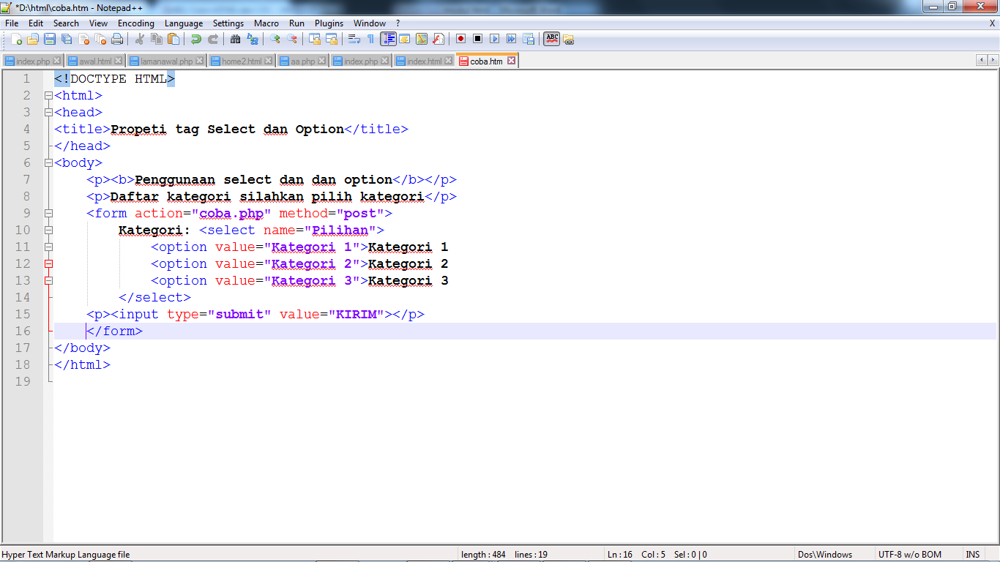 *D:\html\coba.htm - Notepad++
File Edit Search View Encoding Language Settings Macro Run Plugins Window ? X
ABC
index.php awal.html lamanawal.php home2.html aa.php index.php index.html coba.htm
1 <!DOCTYPE HTML>
2 <html>
3 <head>
4 <title>Propeti tag Select dan Option</title>
5 </head>
6 <body>
7 <p><b>Penggunaan select dan dan option</b></p>
8 <p>Daftar kategori silahkan pilih kategori</p>
9 <form action="coba.php" method="post">
10 Kategori: <select name="Pilihan">
11 <option value="Kategori 1">Kategori 1
12 <option value="Kategori 2">Kategori 2
13 <option value="Kategori 3">Kategori 3
14 </select>
15 <p><input type="submit" value="KIRIM"></p>
16 </form>
17 </body>
18 </html>
19
Hyper Text Markup Language file length : 484 lines : 19 Ln : 16 Col : 5 Sel : 0 | 0 Dos\Windows UTF-8 w/o BOM INS